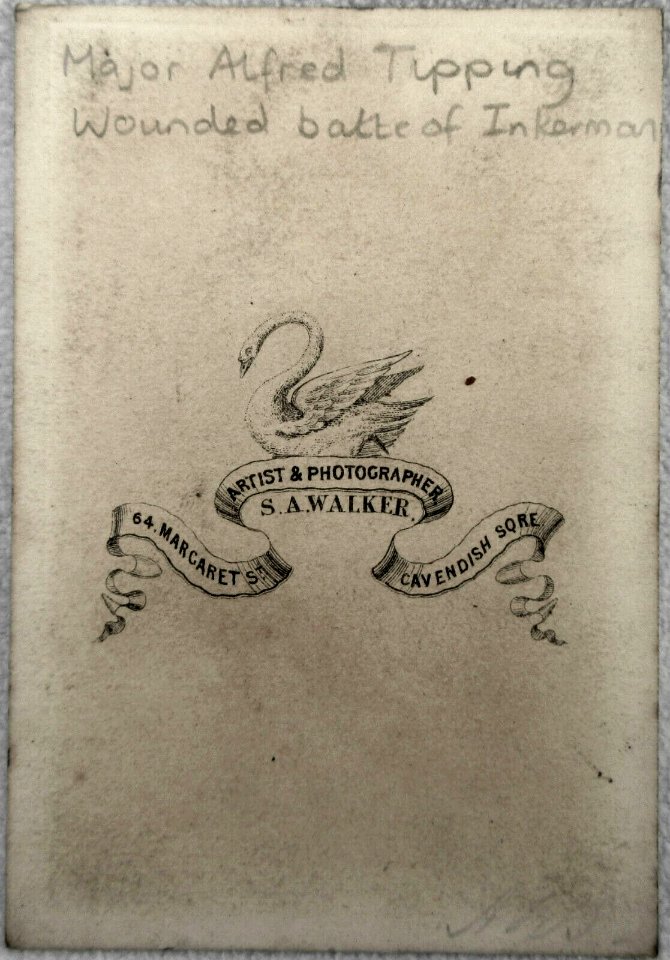 Major Alfred Tipping
Wounded batte of Inkerman
ARTIST & PHOTOGRAPHER
S.A.WALKER.
64. MARGARET ST.
CAVENDISH SQRE